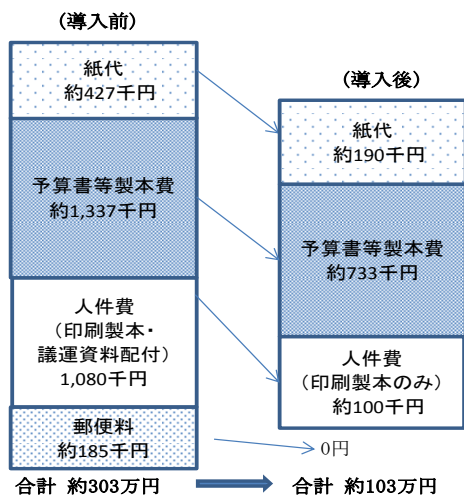 (導入前)
紙代
約427千円
予算書等製本費
約1,337千円
人件費
(印刷製本・
議運資料配付)
1,080千円
郵便料
約185千円
合計 約303万円
(導入後)
紙代
約190千円
予算書等製本費
約733千円
人件費
(印刷製本のみ)
約100千円
0円
合計 約103万円